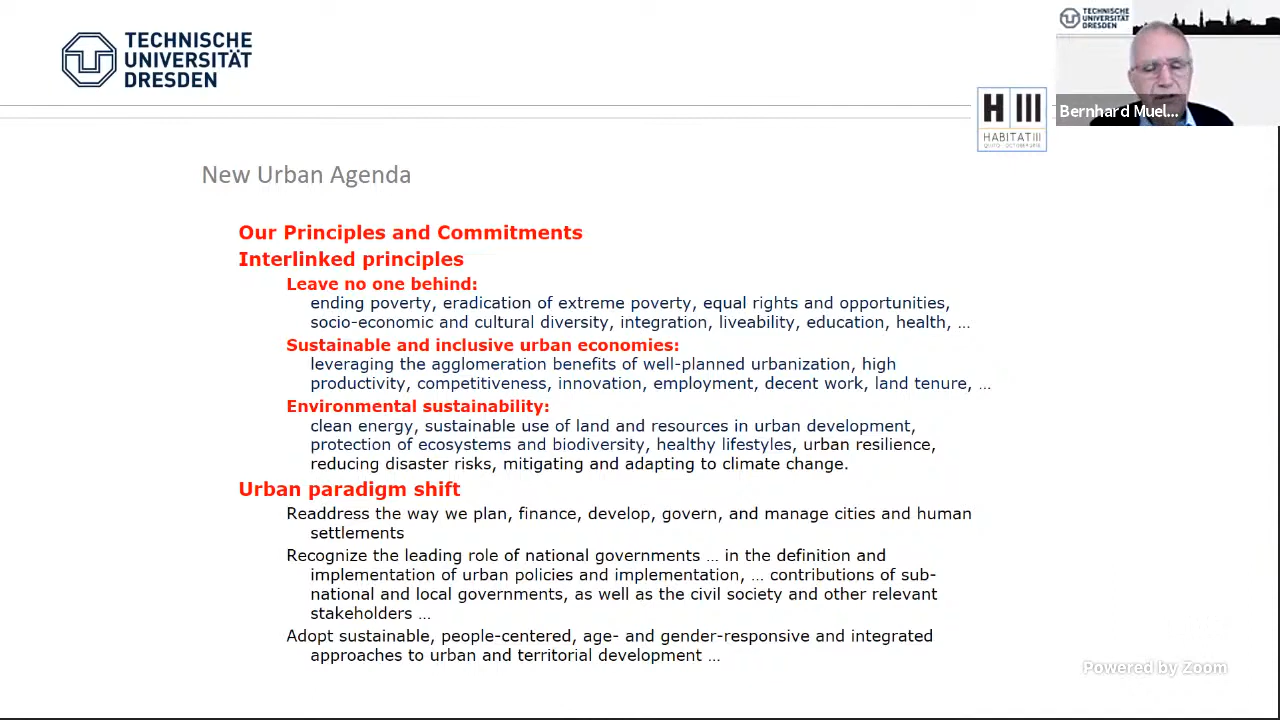 TECHNISCHE
UNIVERSITÄT
DRESDEN
TECHNISCHE
UNIVERSITÄT
DRESDEN
Bernhard Muel...
H III
HABITAT III
QUITO · OCTOBER 2016
New Urban Agenda
Our Principles and Commitments
Interlinked principles
Leave no one behind:
ending poverty, eradication of extreme poverty, equal rights and opportunities,
socio-economic and cultural diversity, integration, liveability, education, health, …
Sustainable and inclusive urban economies:
leveraging the agglomeration benefits of well-planned urbanization, high
productivity, competitiveness, innovation, employment, decent work, land tenure, …
Environmental sustainability:
clean energy, sustainable use of land and resources in urban development,
protection of ecosystems and biodiversity, healthy lifestyles, urban resilience,
reducing disaster risks, mitigating and adapting to climate change.
Urban paradigm shift
Readdress the way we plan, finance, develop, govern, and manage cities and human
settlements
Recognize the leading role of national governments … in the definition and
implementation of urban policies and implementation, … contributions of sub-
national and local governments, as well as the civil society and other relevant
stakeholders …
Adopt sustainable, people-centered, age- and gender-responsive and integrated
approaches to urban and territorial development …
Powered by Zoom